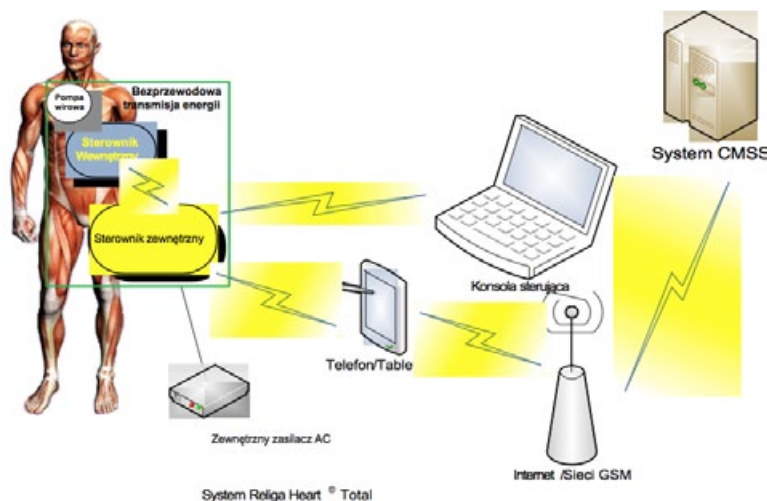 Pompa
wirowa
Bezprzewodowa
transmisja energii
Sterownik
Wewnętrzny
Sterownik zewnętrzny
System CMSS
Konsola sterująca
Telefon/Table
Zewnętrzny zasilacz AC
Internet /Sieci GSM
System Religa Heart ® Total